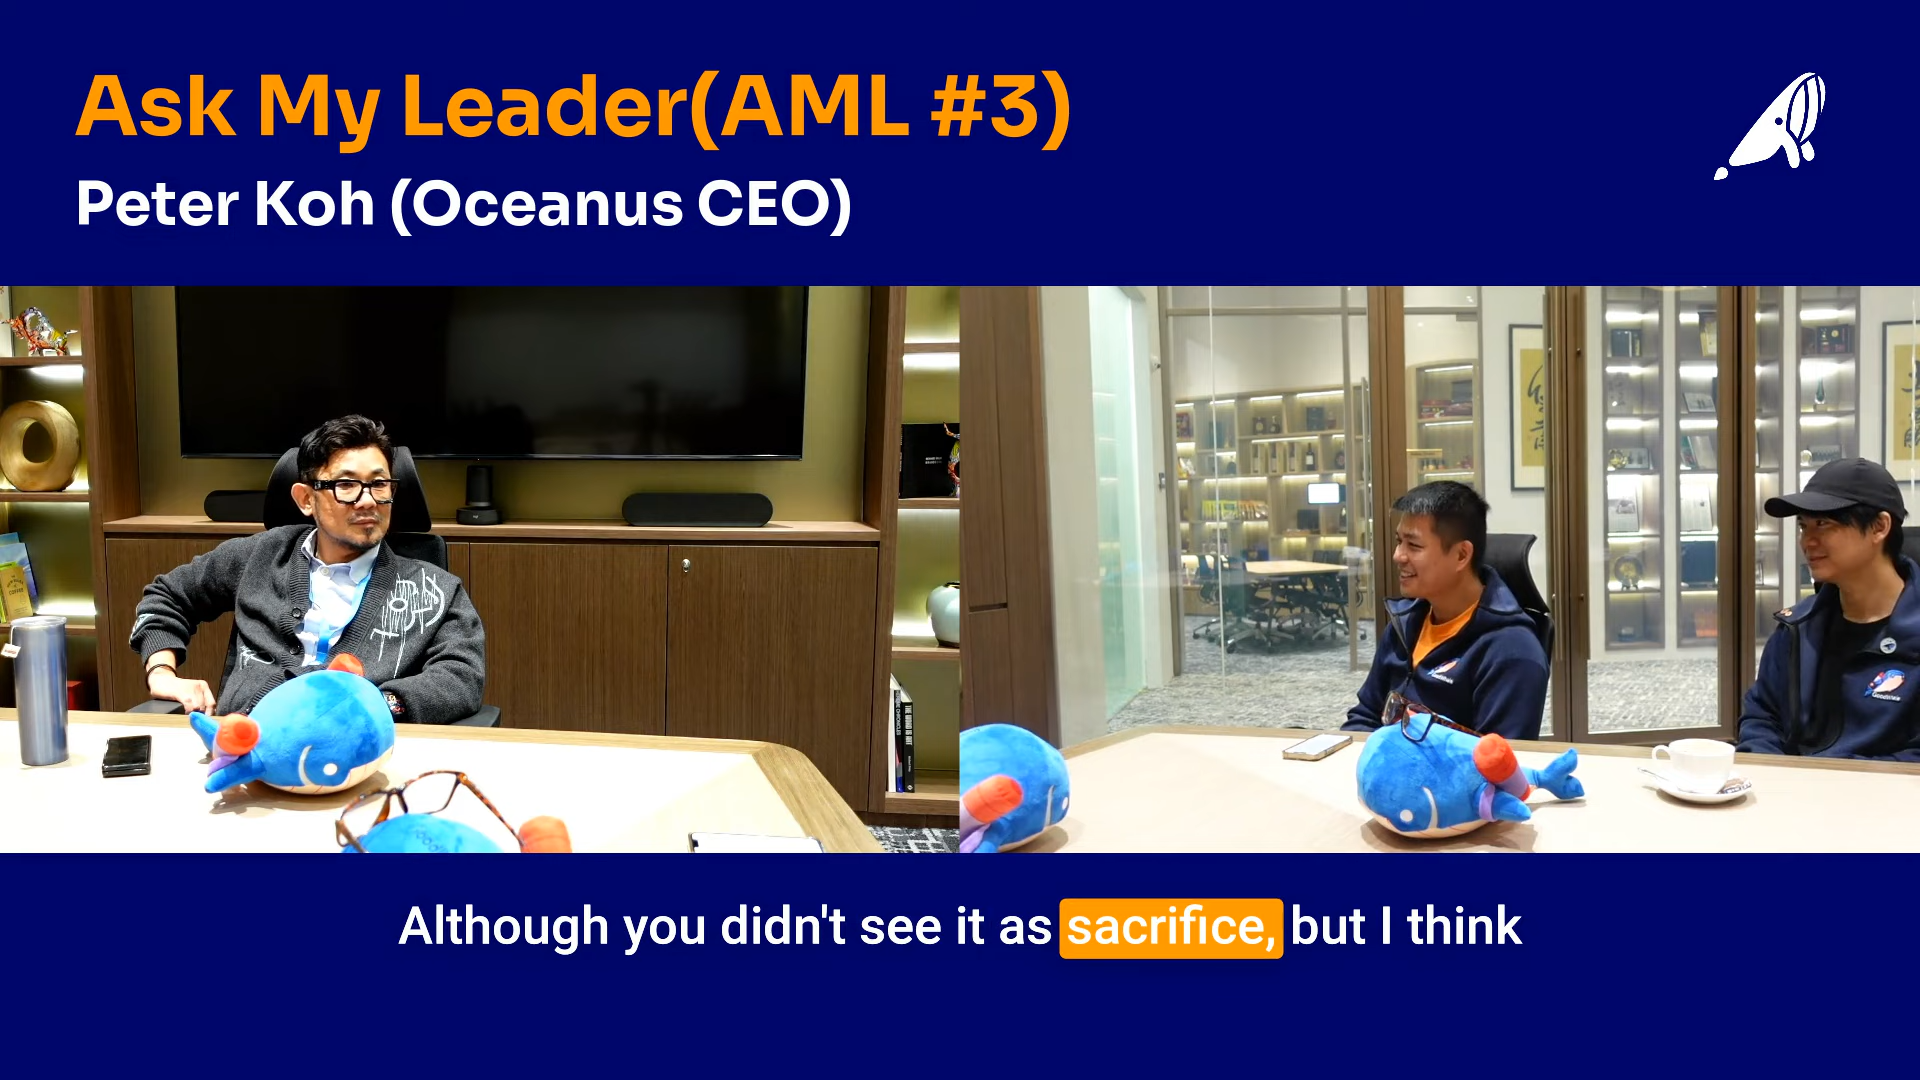 Ask My Leader(AML #3)
Peter Koh (Oceanus CEO)
Although you didn't see it as sacrifice, but I think